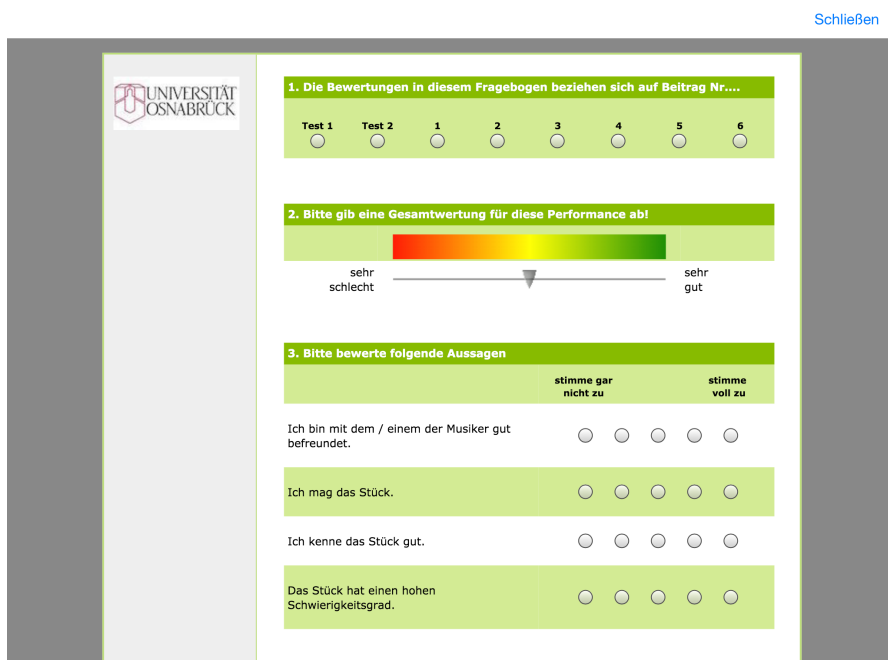 Schließen
UNIVERSITÄT
OSNABRÜCK
1. Die Bewertungen in diesem Fragebogen beziehen sich auf Beitrag Nr....
Test 1 Test 2 1 2 3 4 5 6
2. Bitte gib eine Gesamtwertung für diese Performance ab!
sehr
schlecht
sehr
gut
3. Bitte bewerte folgende Aussagen
stimme gar
nicht zu
stimme
voll zu
Ich bin mit dem / einem der Musiker gut
befreundet.
Ich mag das Stück.
Ich kenne das Stück gut.
Das Stück hat einen hohen
Schwierigkeitsgrad.